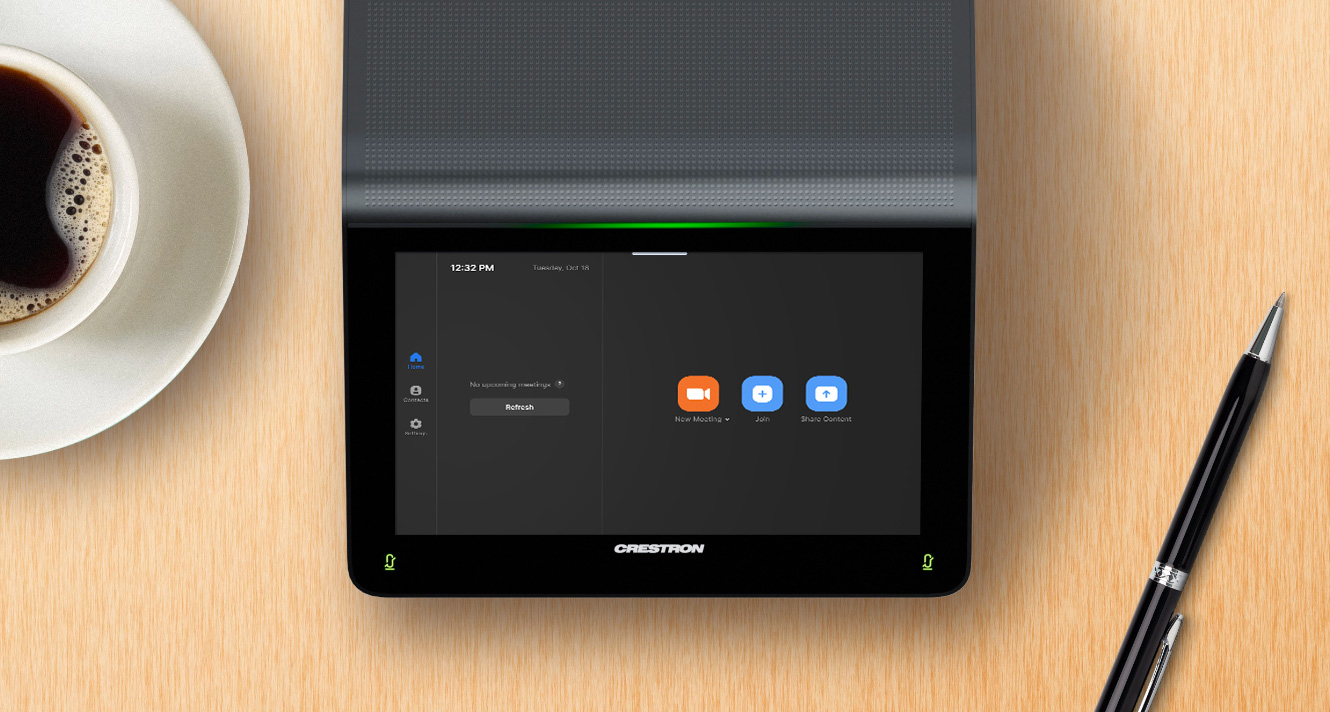 12:32 PM
Tuesday, Oct 18
Home
Contacts
Settings
No upcoming meetings ?
Refresh
New Meeting
Join
Share Content
CRESTRON